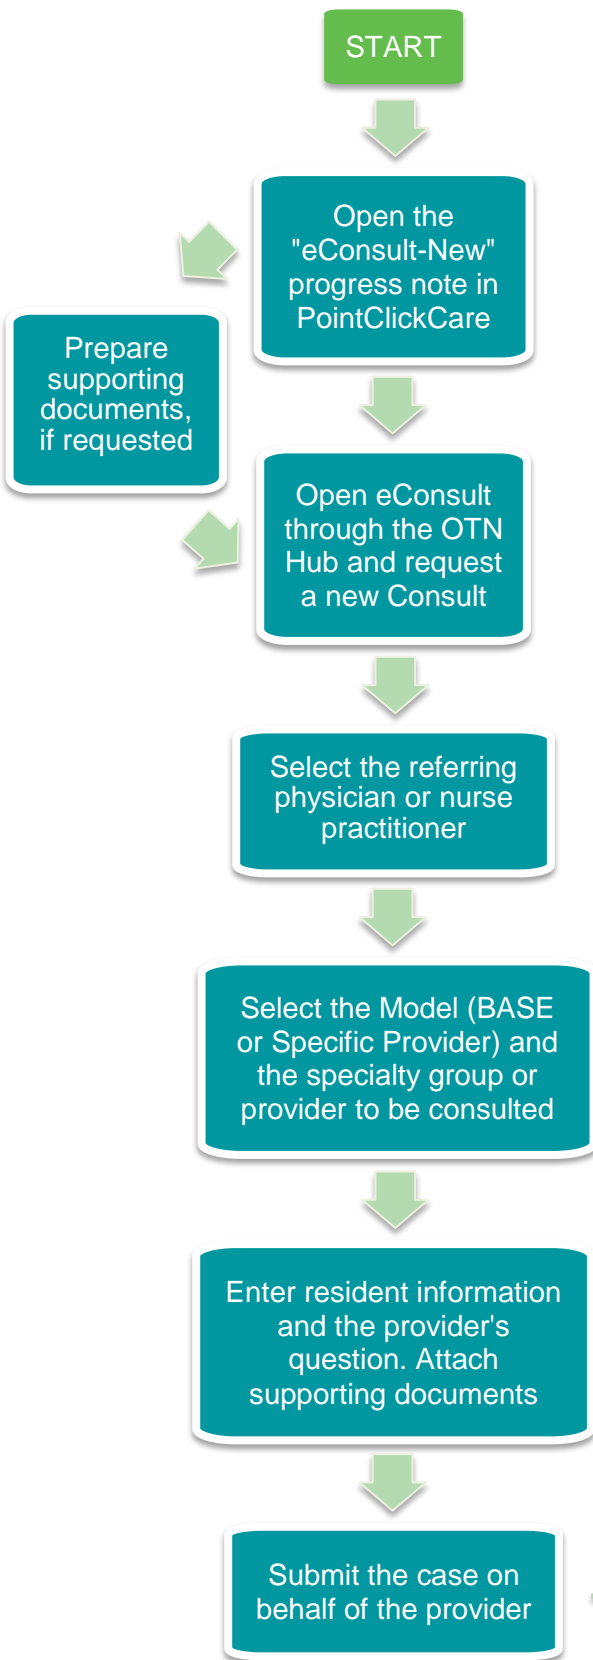 START
Open the
"eConsult-New"
progress note in
PointClickCare
Prepare
supporting
documents,
if requested
Open eConsult
through the OTN
Hub and request
a new Consult
Select the referring
physician or nurse
practitioner
Select the Model (BASE
or Specific Provider) and
the specialty group or
provider to be consulted
Enter resident information
and the provider's
question. Attach
supporting documents
Submit the case on
behalf of the provider